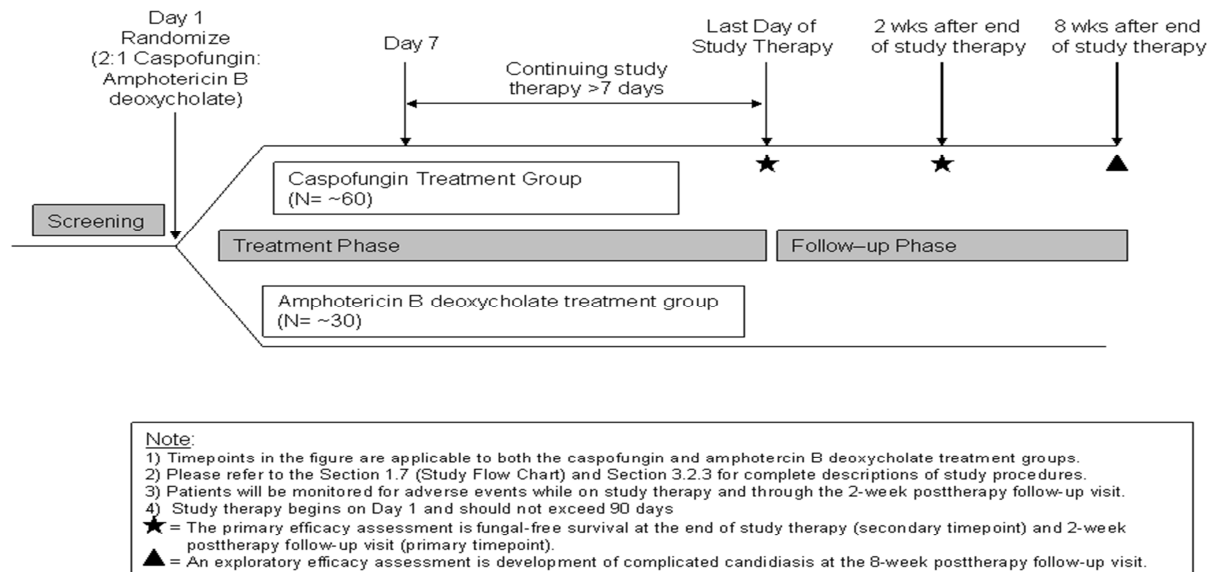 Day 1
Randomize
(2:1 Caspofungin:
Amphotericin B
deoxycholate)
Day 7
Continuing study
therapy >7 days
Last Day of
Study Therapy
2 wks after end
of study therapy
8 wks after end
of study therapy
Caspofungin Treatment Group
(N= ~60)
Screening
Treatment Phase
Follow–up Phase
Amphotericin B deoxycholate treatment group
(N= ~30)
Note:
1) Timepoints in the figure are applicable to both the caspofungin and amphotercin B deoxycholate treatment groups.
2) Please refer to the Section 1.7 (Study Flow Chart) and Section 3.2.3 for complete descriptions of study procedures.
3) Patients will be monitored for adverse events while on study therapy and through the 2-week posttherapy follow-up visit.
4) Study therapy begins on Day 1 and should not exceed 90 days
★ = The primary efficacy assessment is fungal-free survival at the end of study therapy (secondary timepoint) and 2-week
posttherapy follow-up visit (primary timepoint).
▲ = An exploratory efficacy assessment is development of complicated candidiasis at the 8-week posttherapy follow-up visit.